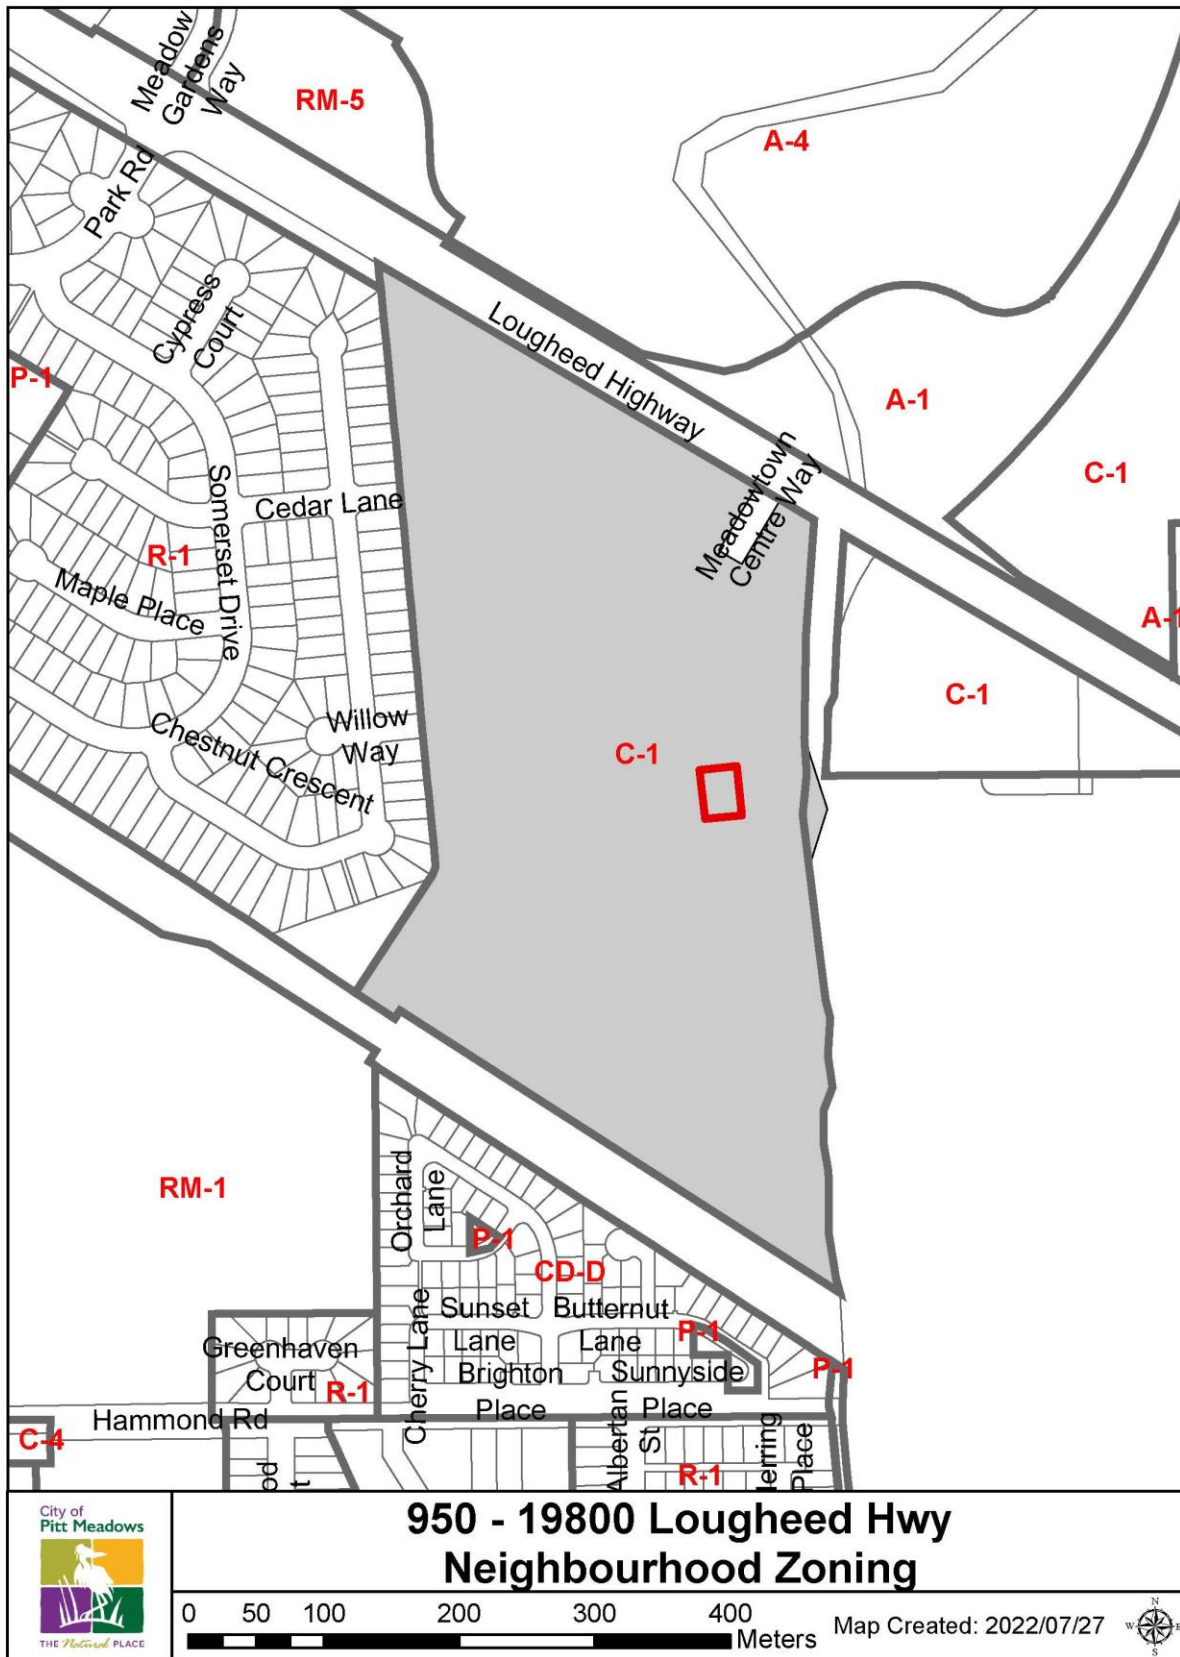 Meadow
Gardens
Way
RM-5
A-4
Park Rd
Cypress
Court
Lougheed Highway
P-1
A-1
Meadowtown
Centre Way
C-1
Somerset Drive
Cedar Lane
R-1
Maple Place
A-1
C-1
Willow
Way
Chestnut Crescent
C-1
RM-1
Orchard
Lane
P-1
CD-D
Sunset
Lane
Butternut
Lane
P-1
Cherry Lane
Greenhaven
Court
R-1
Brighton
Place
Sunnyside
Place
P-1
Hammond Rd
C-4
Albertan
St
R-1
Herring
Place
od
t
City of
Pitt Meadows
THE Natural PLACE
950 - 19800 Lougheed Hwy
Neighbourhood Zoning
0 50 100 200 300 400
Meters
Map Created: 2022/07/27
N
W E
S